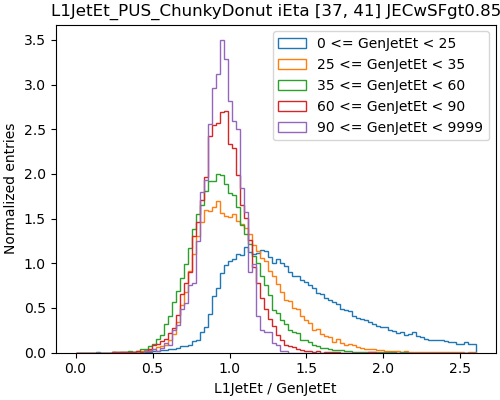 L1JetEt_PUS_ChunkyDonut iEta [37, 41] JECwSFgt0.85
0 <= GenJetEt < 25
25 <= GenJetEt < 35
35 <= GenJetEt < 60
60 <= GenJetEt < 90
90 <= GenJetEt < 9999
Normalized entries
3.5
3.0
2.5
2.0
1.5
1.0
0.5
0.0
0.0 0.5 1.0 1.5 2.0 2.5
L1JetEt / GenJetEt